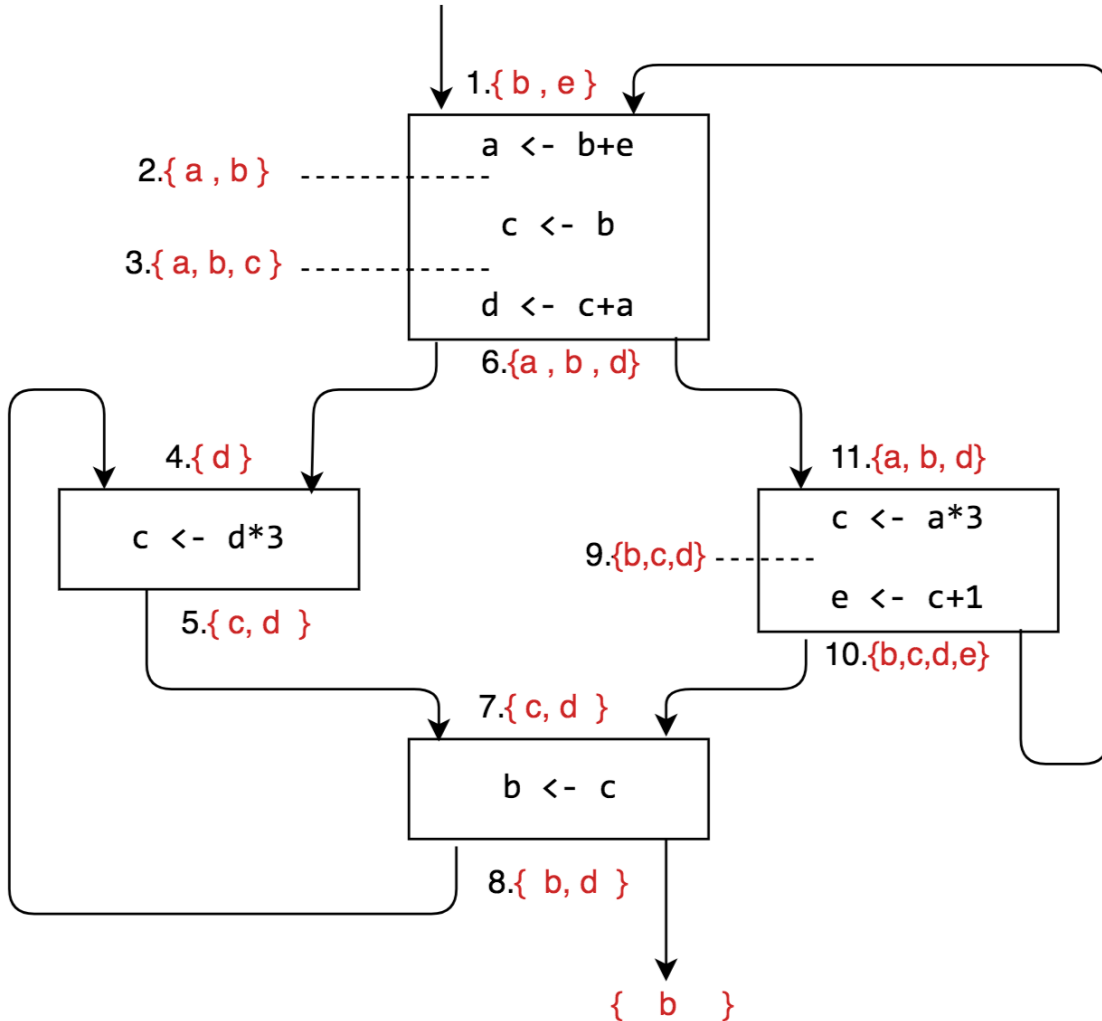 1.{ b , e }
a <- b+e
2.{ a , b }
c <- b
3.{ a, b, c }
d <- c+a
6.{a , b , d}
4.{ d }
11.{a, b, d}
c <- d*3
c <- a*3
9.{b,c,d}
e <- c+1
5.{ c, d }
10.{b,c,d,e}
7.{ c, d }
b <- c
8.{ b, d }
{ b }